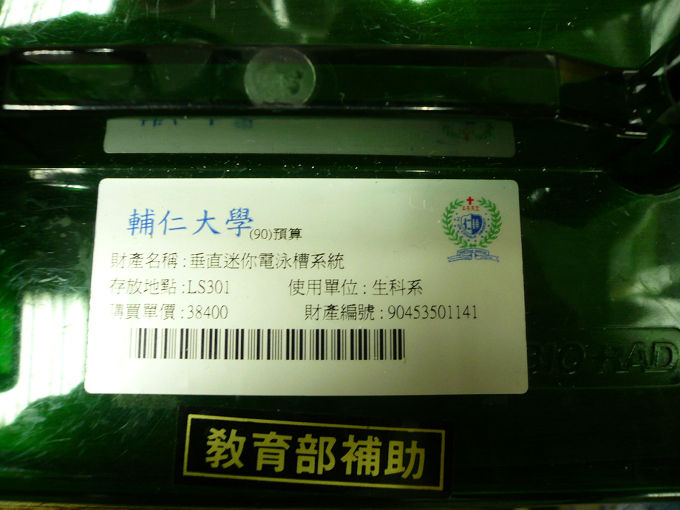 輔仁大學(90)預算
財產名稱:垂直迷你電泳槽系統
存放地點:LS301 使用單位:生科系
購買單價:38400 財產編號:90453501141
BIO-RAD
教育部補助